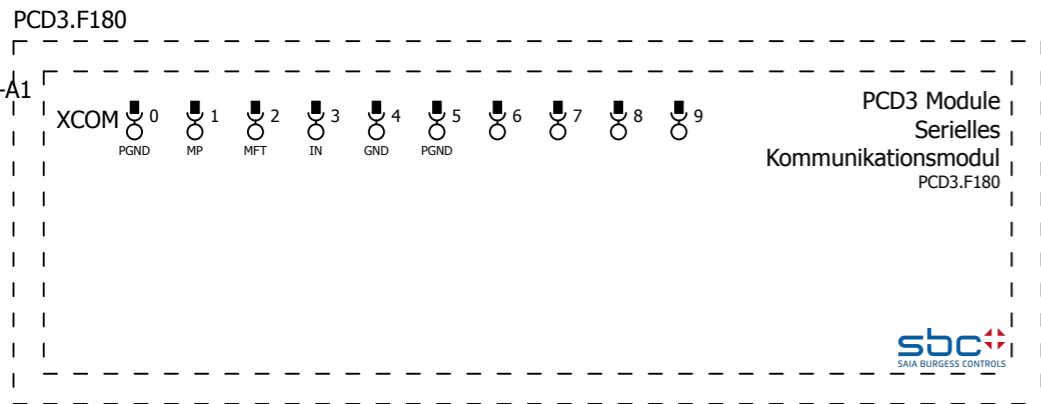 PCD3.F180
-A1
XCOM 0 1 2 3 4 5 6 7 8 9
PGND MP MFT IN GND PGND
PCD3 Module
Serielles
Kommunikationsmodul
PCD3.F180
sbc
SAIA BURGESS CONTROLS